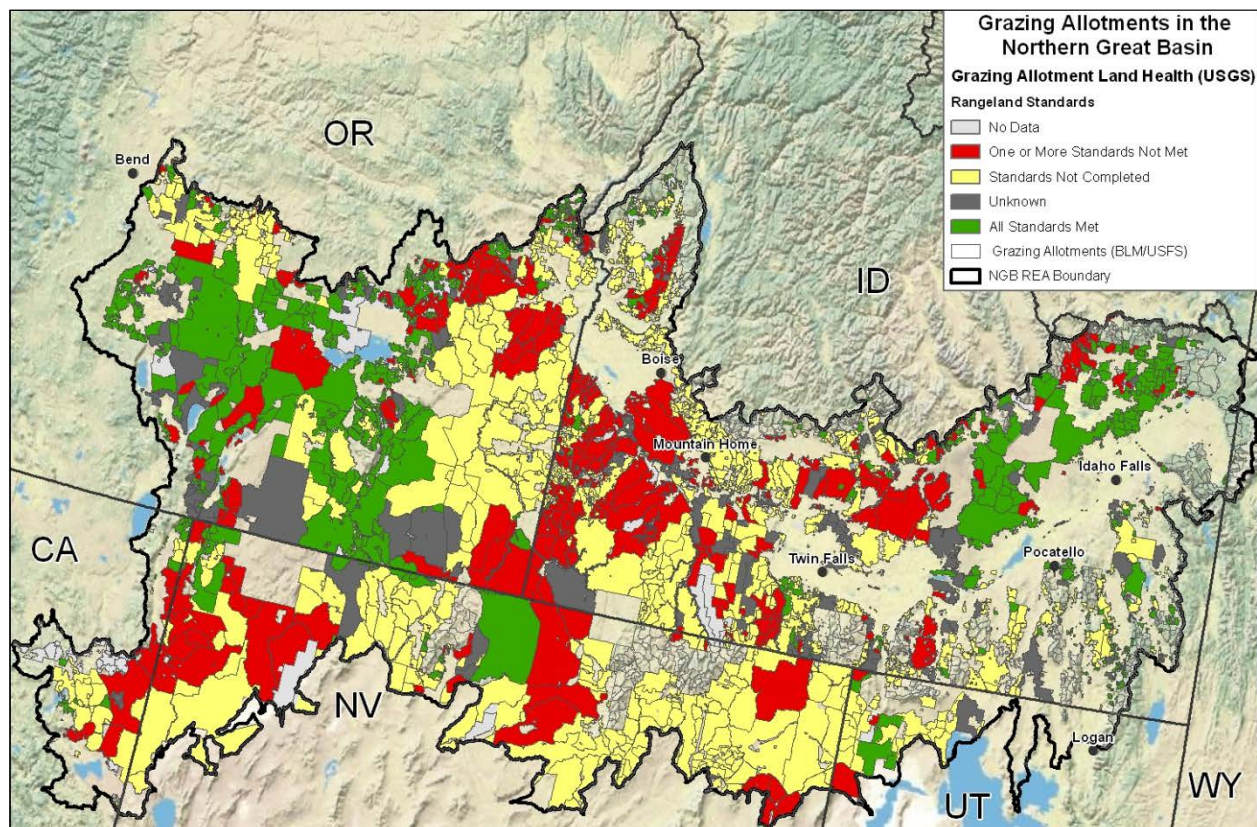 Grazing Allotments in the
Northern Great Basin
Grazing Allotment Land Health (USGS)
Rangeland Standards
No Data
One or More Standards Not Met
Standards Not Completed
Unknown
All Standards Met
Grazing Allotments (BLM/USFS)
NGB REA Boundary
OR
Bend
ID
Boise
Mountain Home
Idaho Falls
CA
Twin Falls
Pocatello
NV
Logan
UT
WY